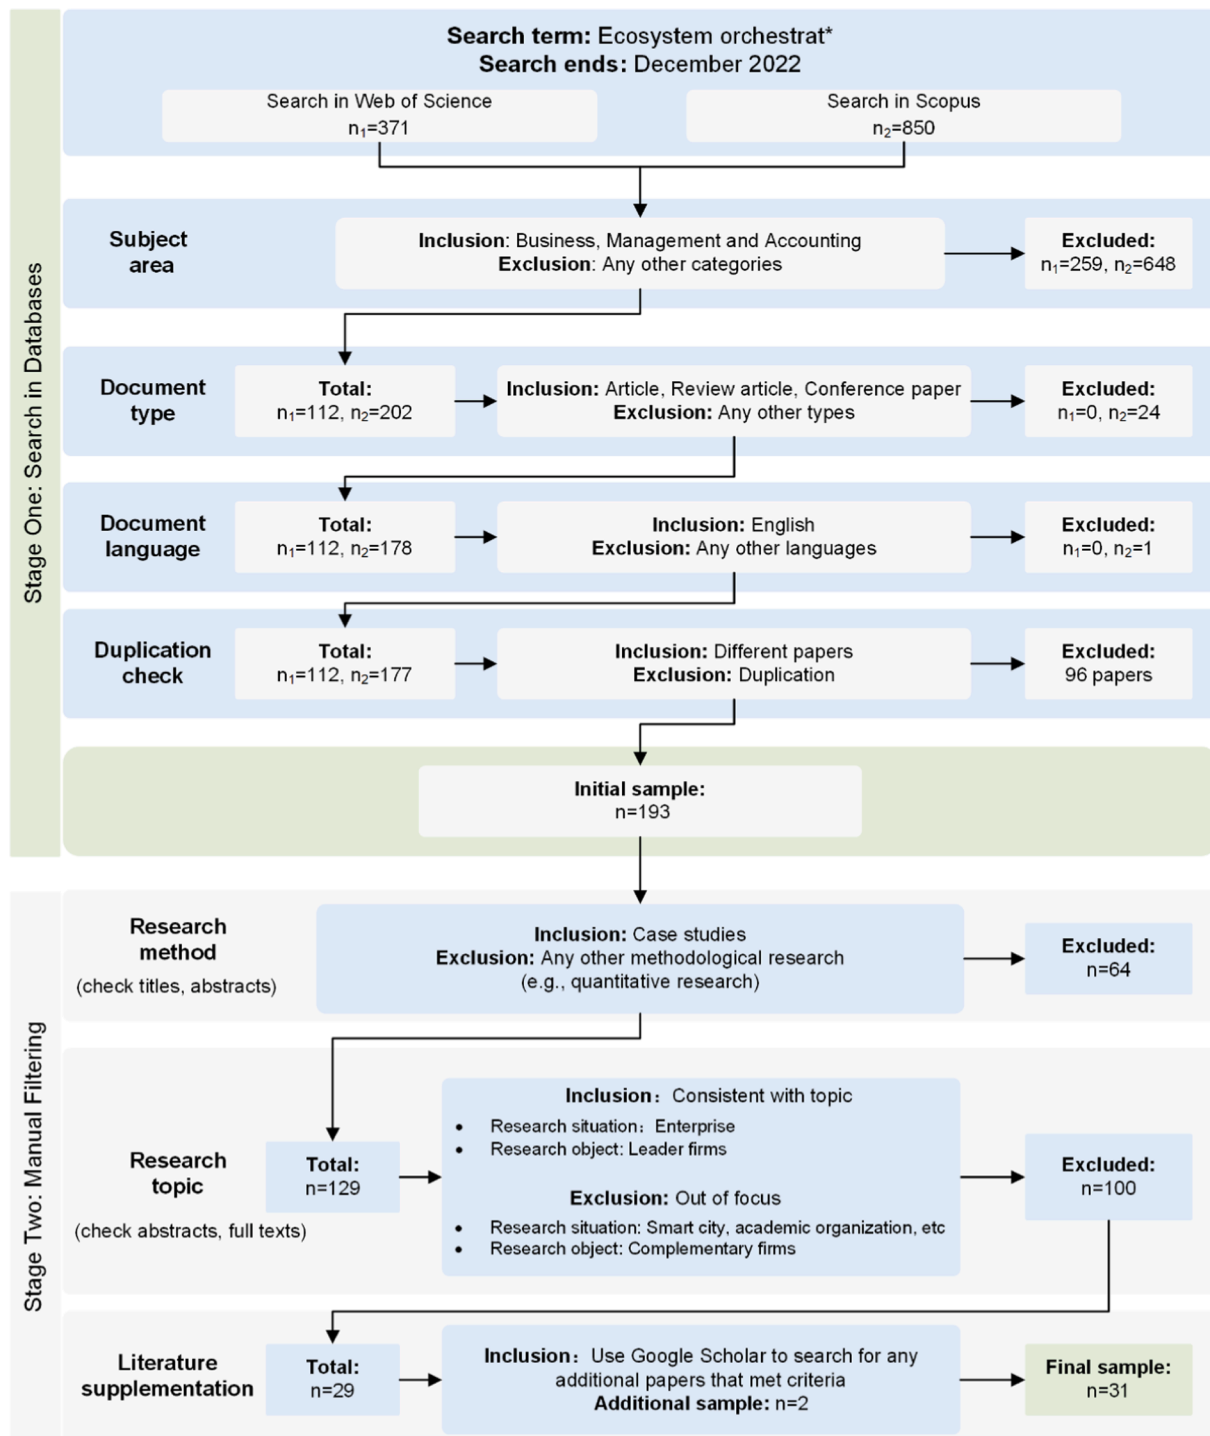 Stage One: Search in Databases
Search term: Ecosystem orchestrat*
Search ends: December 2022
Search in Web of Science
n₁=371
Search in Scopus
n₂=850
Subject
area
Inclusion: Business, Management and Accounting
Exclusion: Any other categories
Excluded:
n₁=259, n₂=648
Document
type
Total:
n₁=112, n₂=202
Inclusion: Article, Review article, Conference paper
Exclusion: Any other types
Excluded:
n₁=0, n₂=24
Document
language
Total:
n₁=112, n₂=178
Inclusion: English
Exclusion: Any other languages
Excluded:
n₁=0, n₂=1
Duplication
check
Total:
n₁=112, n₂=177
Inclusion: Different papers
Exclusion: Duplication
Excluded:
96 papers
Initial sample:
n=193
Stage Two: Manual Filtering
Research
method
(check titles, abstracts)
Inclusion: Case studies
Exclusion: Any other methodological research
(e.g., quantitative research)
Excluded:
n=64
Research
topic
(check abstracts, full texts)
Total:
n=129
Inclusion：Consistent with topic
• Research situation：Enterprise
• Research object: Leader firms
Exclusion: Out of focus
• Research situation: Smart city, academic organization, etc
• Research object: Complementary firms
Excluded:
n=100
Literature
supplementation
Total:
n=29
Inclusion：Use Google Scholar to search for any
additional papers that met criteria
Additional sample: n=2
Final sample:
n=31